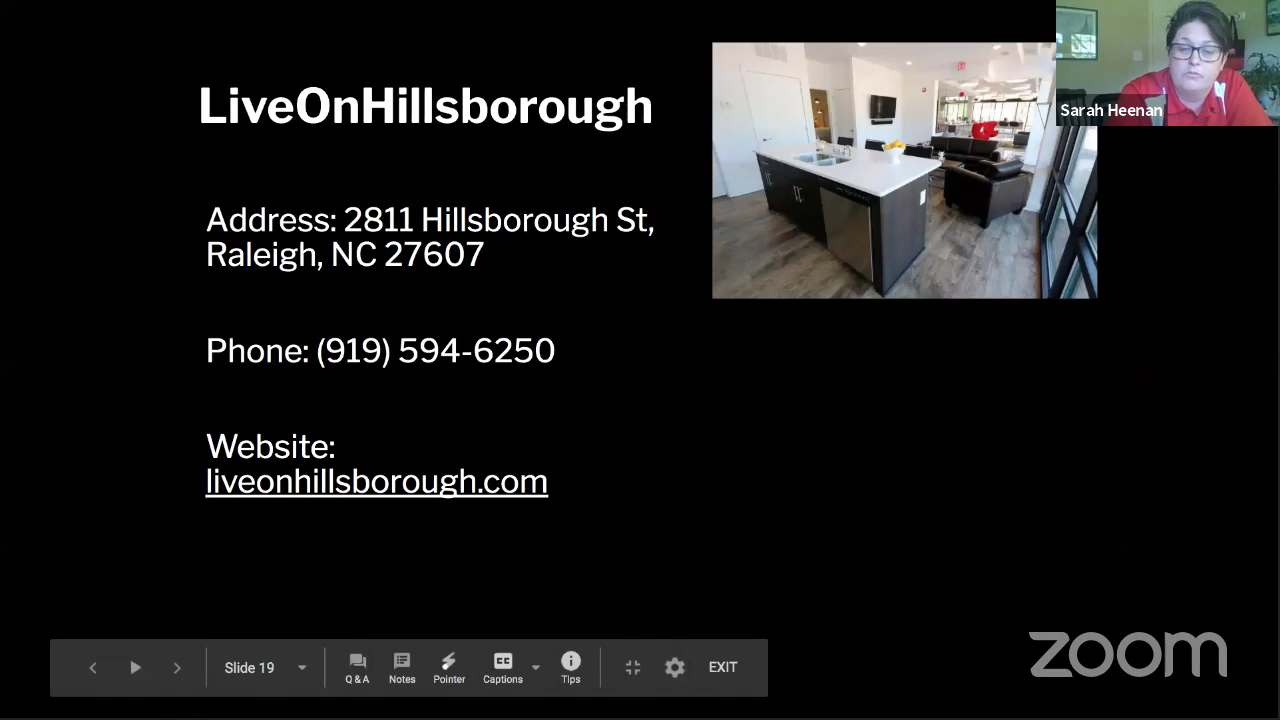 LiveOnHillsborough
Sarah Heenan
Address: 2811 Hillsborough St,
Raleigh, NC 27607
Phone: (919) 594-6250
Website:
liveonhillsborough.com
Slide 19
Q & A
Notes
Pointer
CC
Captions
Tips
EXIT
zoom